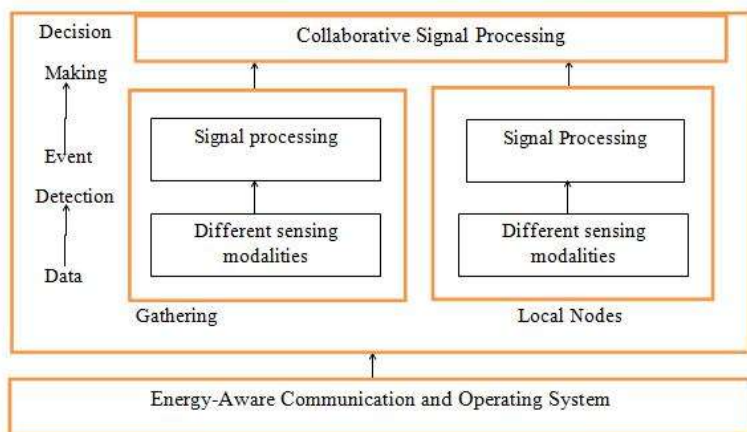 Decision
Collaborative Signal Processing
Making
Signal processing
Signal Processing
Event
Detection
Different sensing
modalities
Different sensing
modalities
Data
Gathering
Local Nodes
Energy-Aware Communication and Operating System